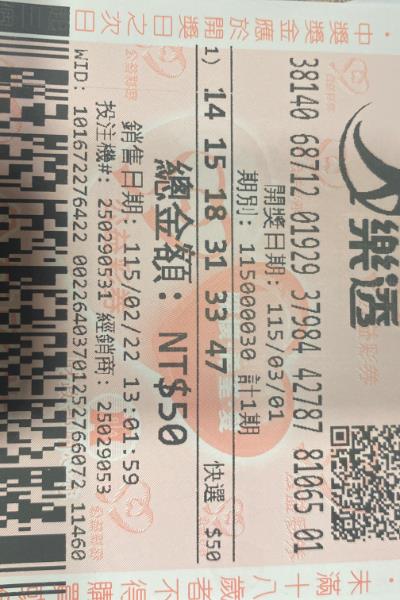 樂透
38140 68712 01929 37984 42787 81065 01
開獎日期: 115/03/01
期別: 115000030 計1期
1) 14 15 18 31 33 47 快選 $50
總金額: NT$50
銷售日期: 115/02/22 13:01:59
投注機#: 250290531 經銷商: 25029053
WID: 101672276422 002264037012527660​72 11460
・中獎獎金應於開獎日之次日
・未滿十八歲者不得購